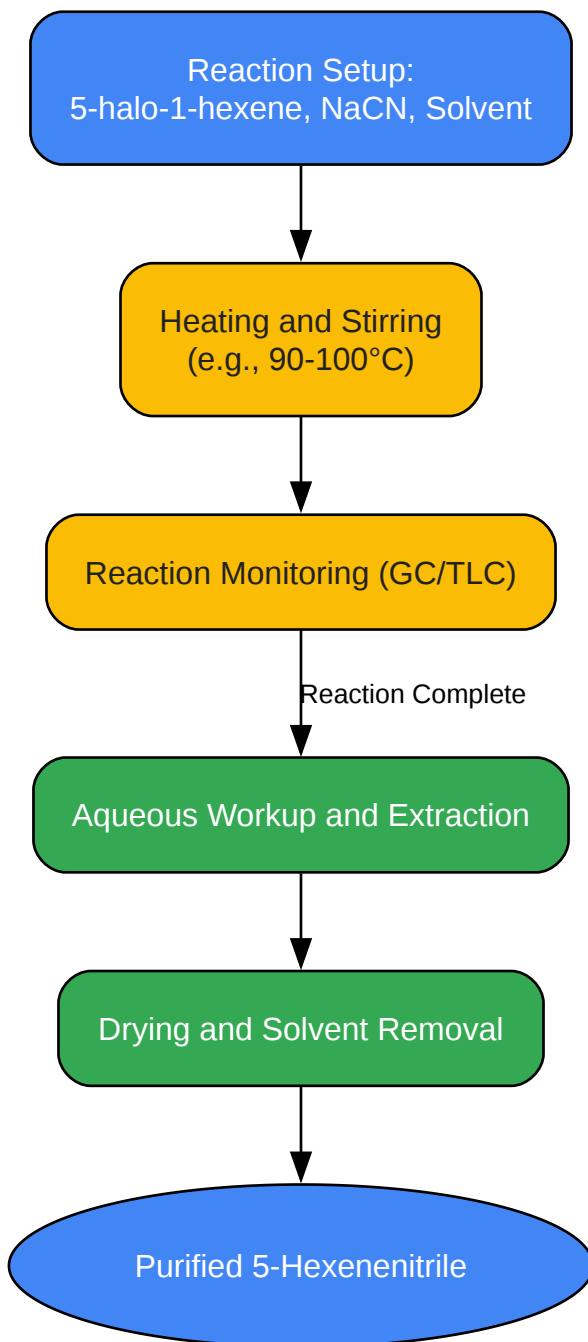 Reaction Setup:
5-halo-1-hexene, NaCN, Solvent
Heating and Stirring
(e.g., 90-100°C)
Reaction Monitoring (GC/TLC)
Reaction Complete
Aqueous Workup and Extraction
Drying and Solvent Removal
Purified 5-Hexenenitrile